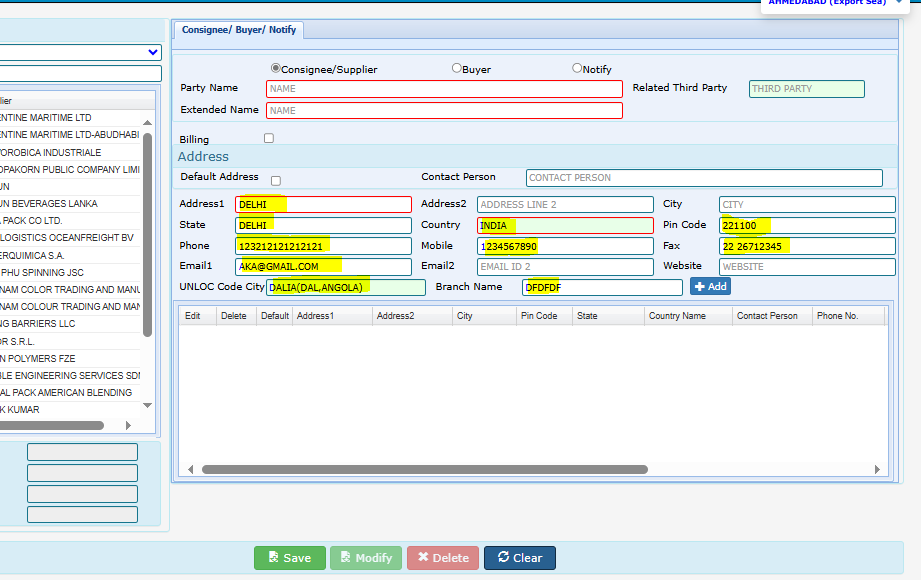 AHMEDABAD (Export Sea)
Consignee/ Buyer/ Notify
Consignee/Supplier Buyer Notify
Party Name NAME Related Third Party THIRD PARTY
Extended Name NAME
Billing
Address
Default Address Contact Person CONTACT PERSON
Address1 DELHI Address2 ADDRESS LINE 2 City CITY
State DELHI Country INDIA Pin Code 221100
Phone 123212121212121 Mobile 1234567890 Fax 22 26712345
Email1 AKA@GMAIL.COM Email2 EMAIL ID 2 Website WEBSITE
UNLOC Code City DALIA(DAL,ANGOLA) Branch Name DFDFDF Add
Edit Delete Default Address1 Address2 City Pin Code State Country Name Contact Person Phone No.
lier
ENTINE MARITIME LTD
ENTINE MARITIME LTD-ABUDHABI
OROBICA INDUSTRIALE
OPAKORN PUBLIC COMPANY LIMI
UN
UN BEVERAGES LANKA
PACK CO LTD.
LOGISTICS OCEANFREIGHT BV
ERQUIMICA S.A.
PHU SPINNING JSC
NAM COLOR TRADING AND MANU
NAM COLOUR TRADING AND MAN
NG BARRIERS LLC
OR S.R.L.
N POLYMERS FZE
BLE ENGINEERING SERVICES SDN
AL PACK AMERICAN BLENDING
K KUMAR
Save Modify Delete Clear